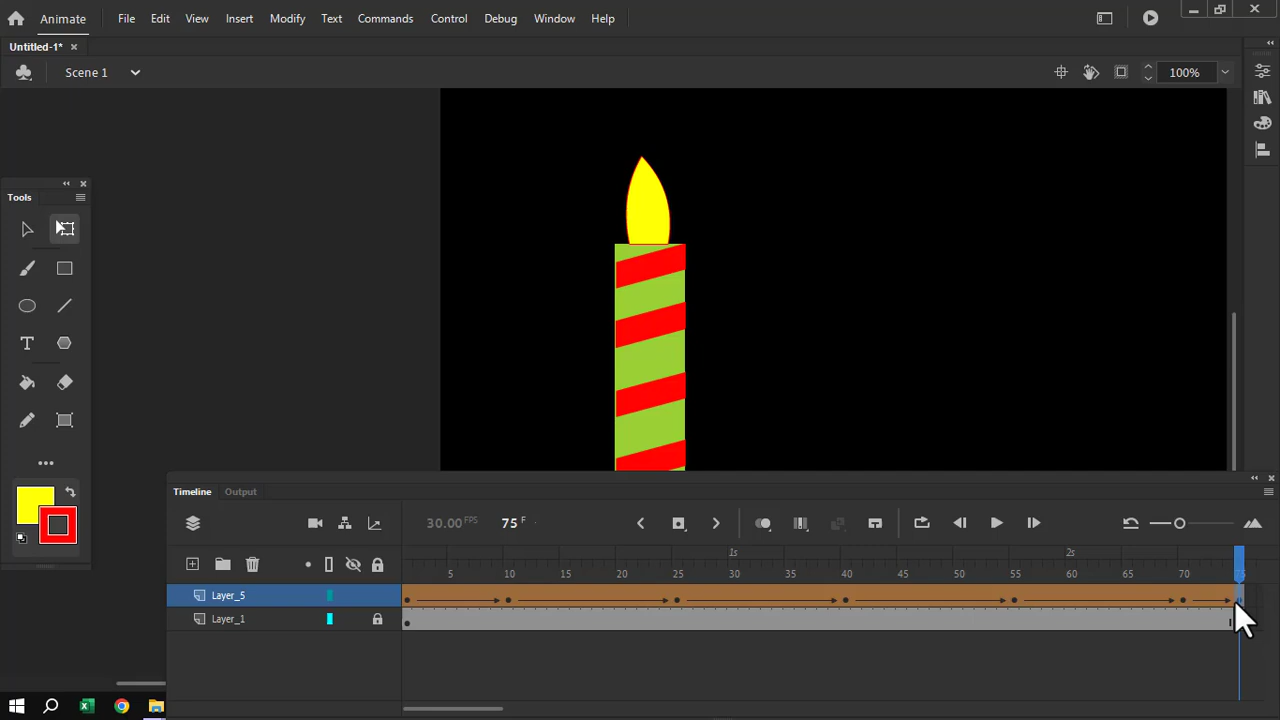 Animate File Edit View Insert Modify Text Commands Control Debug Window Help
Untitled-1*
Scene 1
100%
Tools
T
Timeline Output
30.00 FPS 75 F
1s 2s
5 10 15 20 25 30 35 40 45 50 55 60 65 70 75
Layer_5
Layer_1